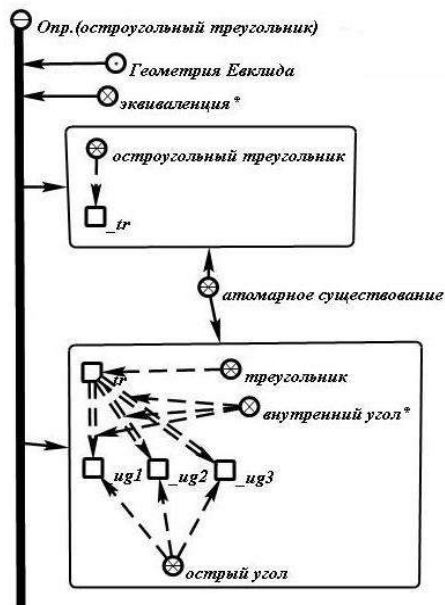 Опр.(остроугольный треугольник)
Геометрия Евклида
эквиваленция*
остроугольный треугольник
_tr
атомарное существование
_tr
треугольник
внутренний угол*
_ug1
_ug2
_ug3
острый угол